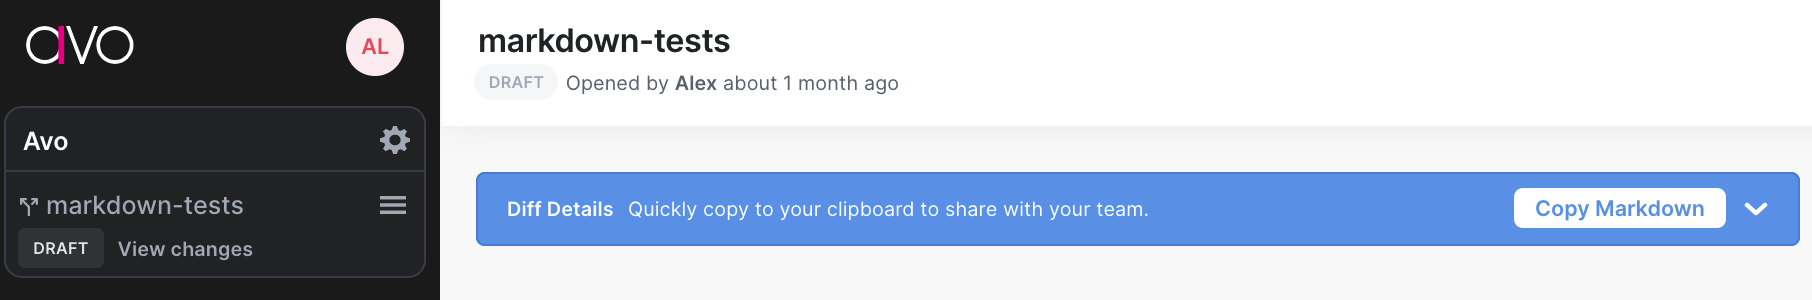 avo
AL
Avo
markdown-tests
DRAFT View changes
markdown-tests
DRAFT Opened by Alex about 1 month ago
Diff Details Quickly copy to your clipboard to share with your team. Copy Markdown